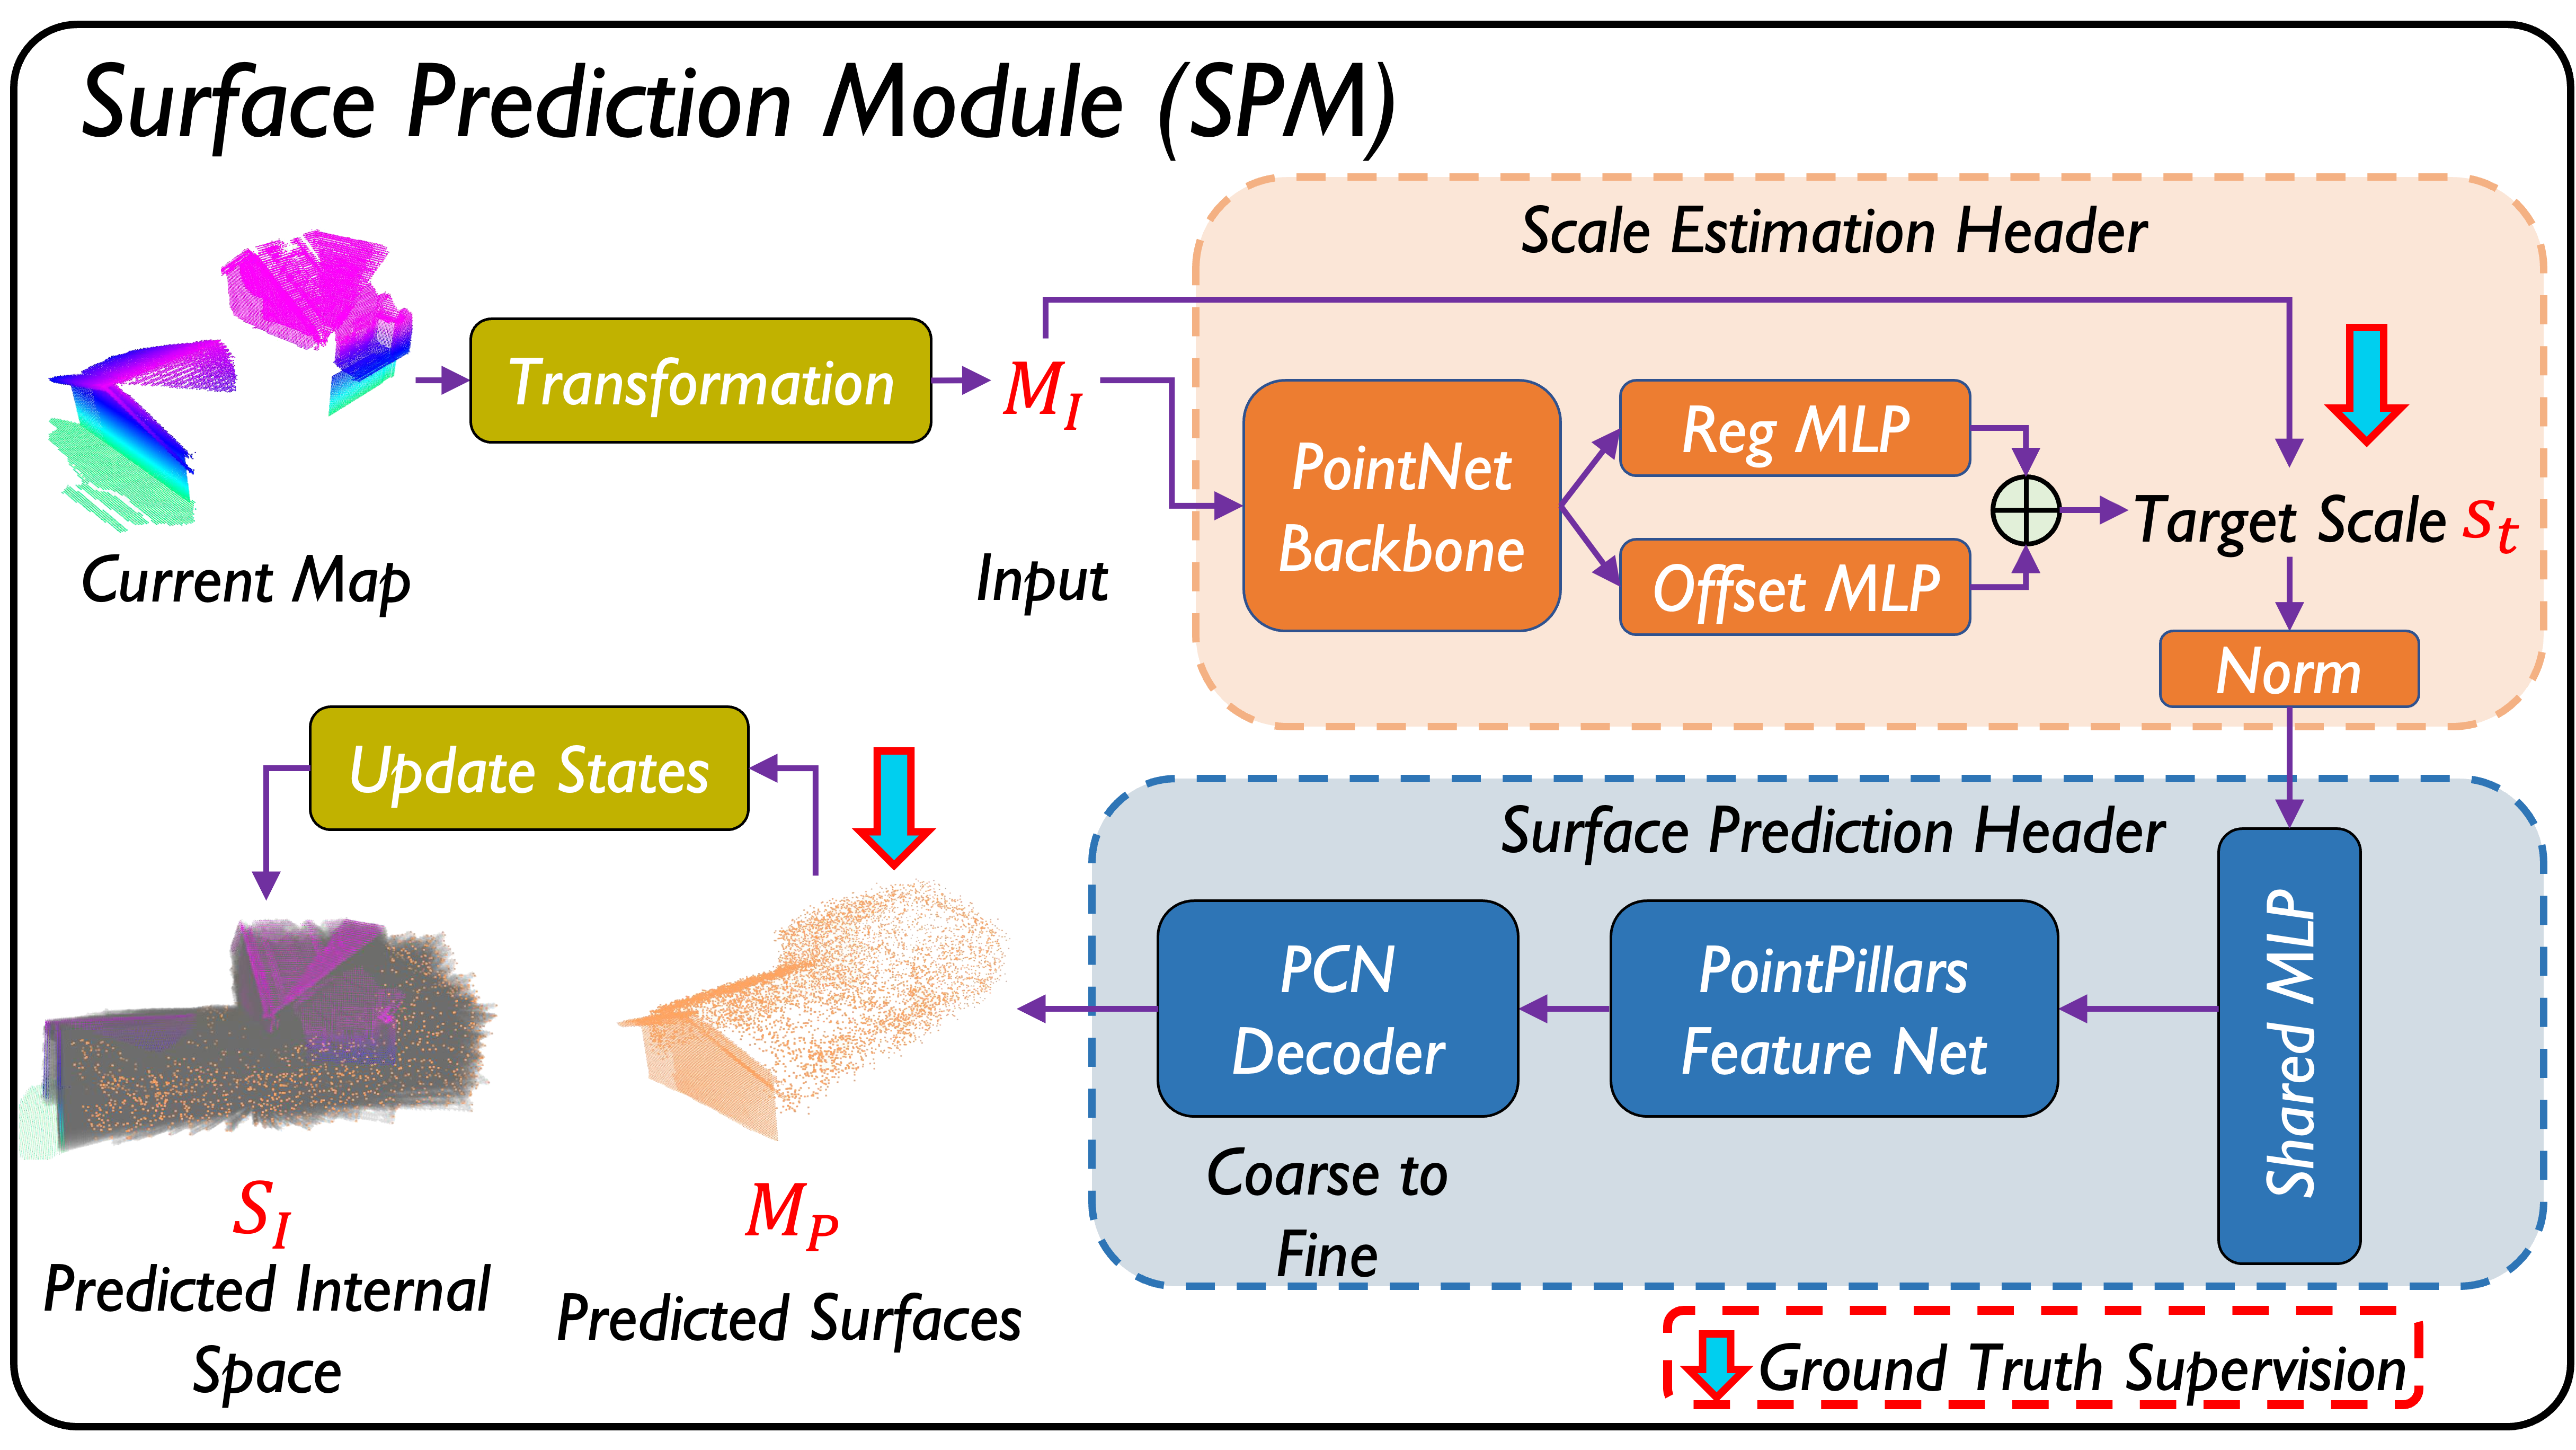 Surface Prediction Module (SPM)
Scale Estimation Header
Transformation
M_I
PointNet
Backbone
Reg MLP
Offset MLP
Target Scale s_t
Norm
Current Map
Input
Update States
Surface Prediction Header
PCN
Decoder
PointPillars
Feature Net
Shared MLP
Coarse to
Fine
S_I
Predicted Internal
Space
M_P
Predicted Surfaces
Ground Truth Supervision